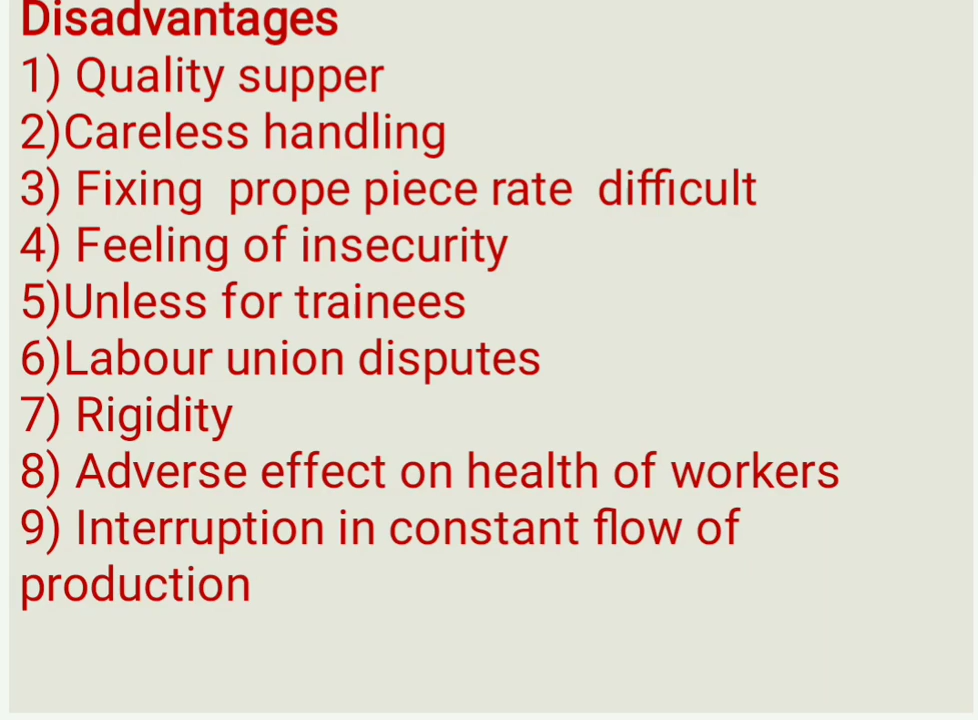 Disadvantages
1) Quality supper
2)Careless handling
3) Fixing  prope piece rate  difficult
4) Feeling of insecurity
5)Unless for trainees
6)Labour union disputes
7) Rigidity
8) Adverse effect on health of workers
9) Interruption in constant flow of
production